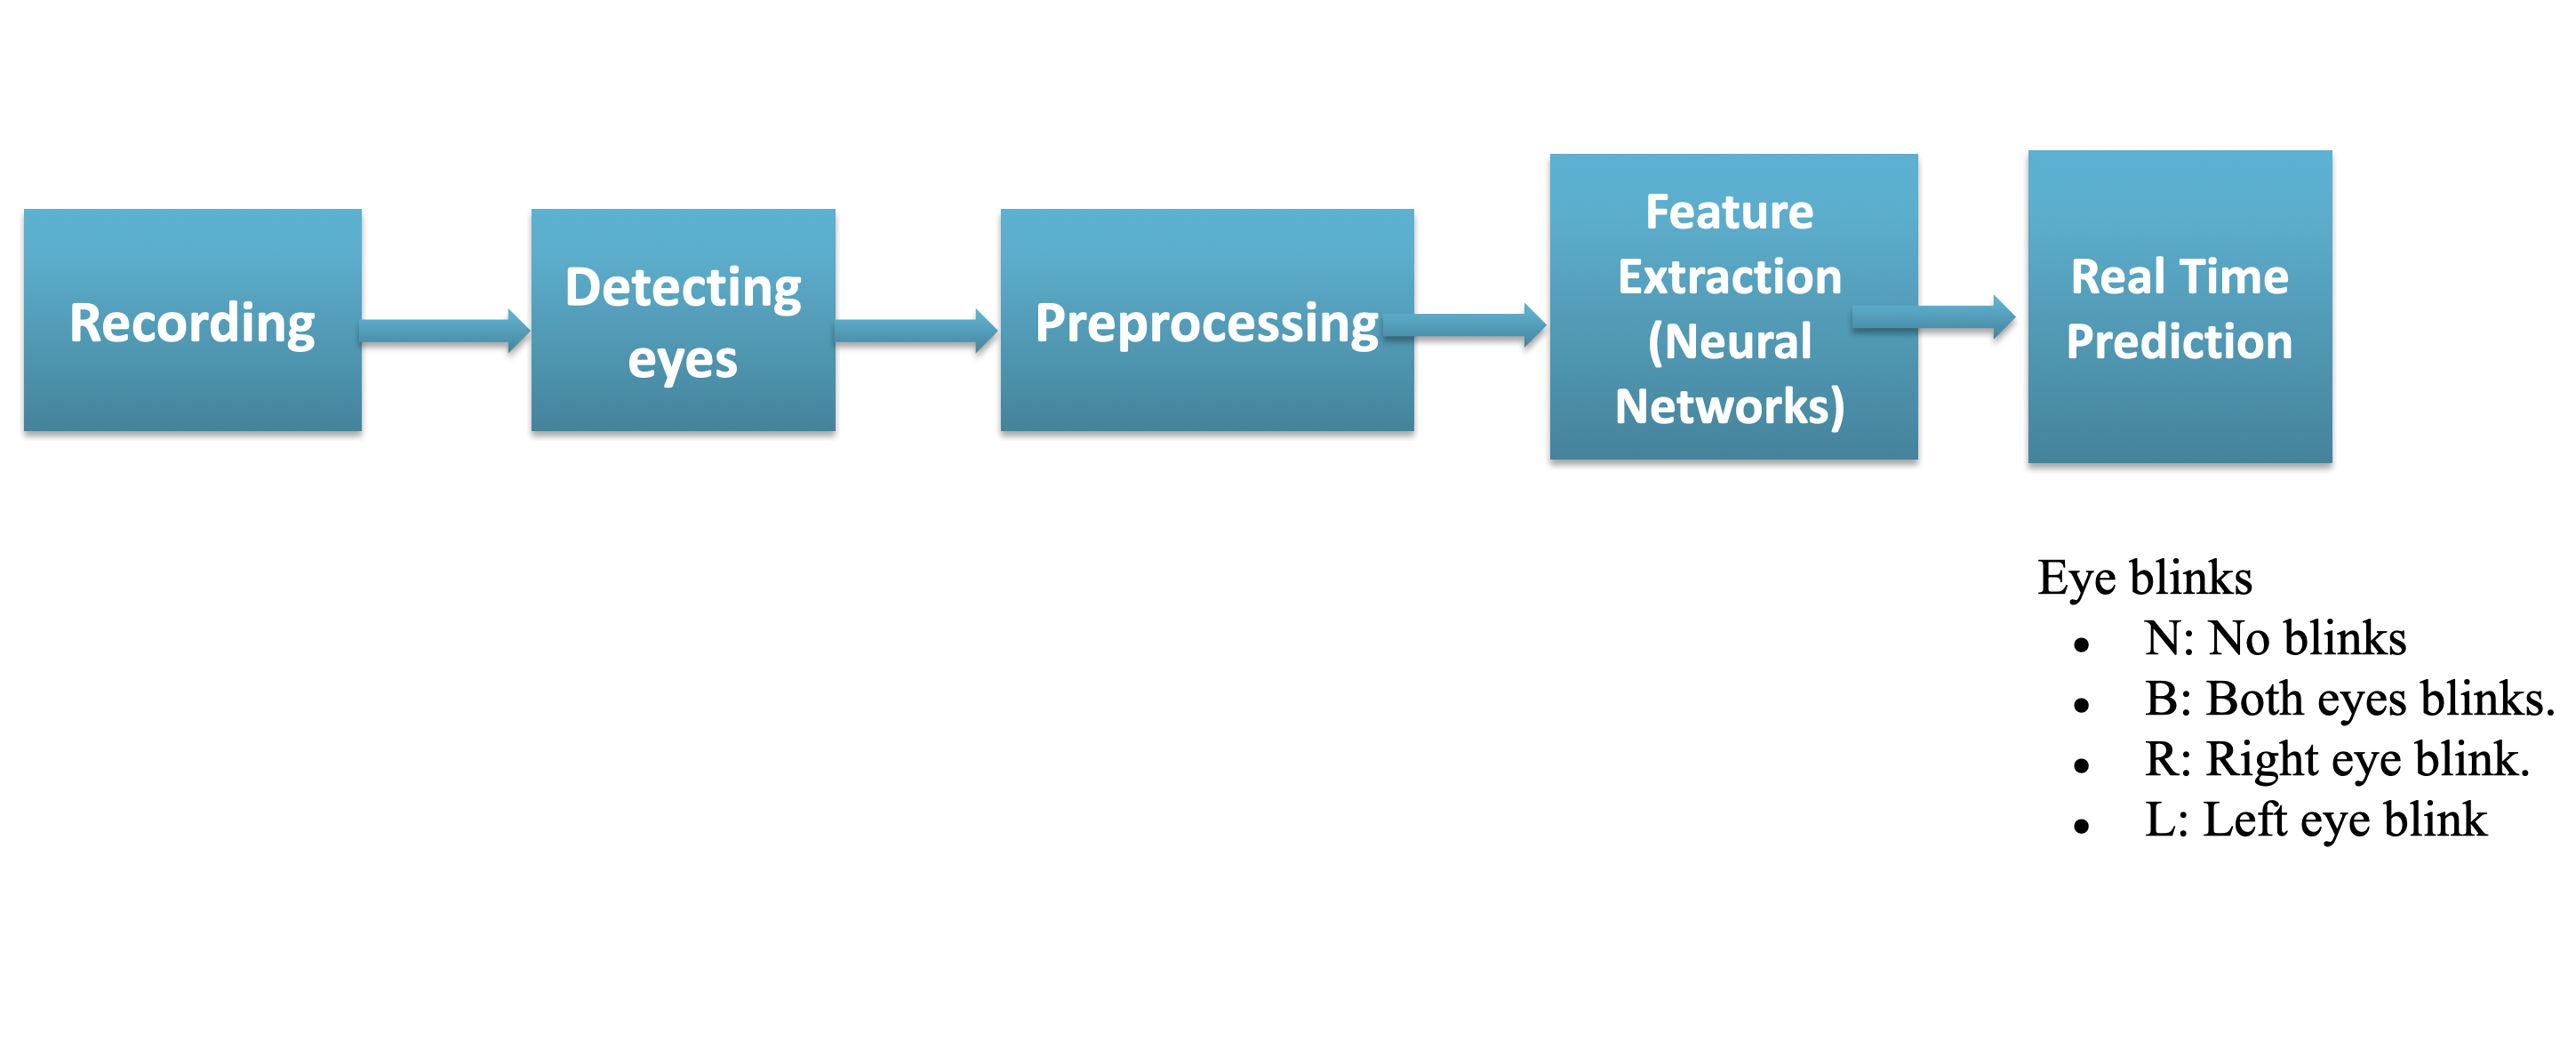 Recording
Detecting
eyes
Preprocessing
Feature
Extraction
(Neural
Networks)
Real Time
Prediction
Eye blinks
• N: No blinks
• B: Both eyes blinks.
• R: Right eye blink.
• L: Left eye blink